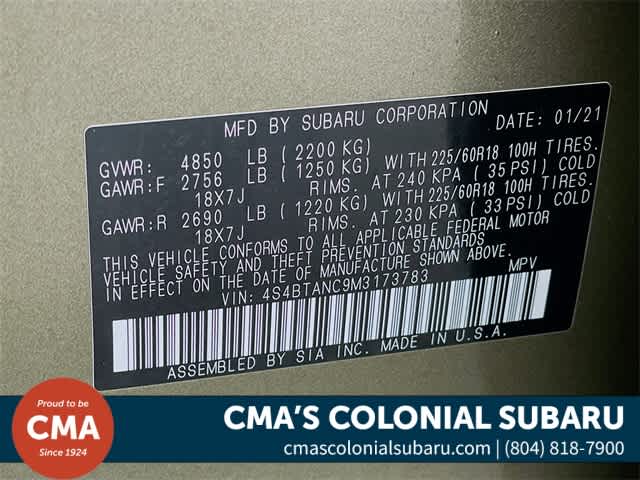 MFD BY SUBARU CORPORATION DATE: 01/21
GVWR: 4850 LB ( 2200 KG)
GAWR:F 2756 LB ( 1250 KG) WITH 225/60R18 100H TIRES.
18X7J RIMS. AT 240 KPA ( 35 PSI) COLD
GAWR:R 2690 LB ( 1220 KG) WITH 225/60R18 100H TIRES.
18X7J RIMS. AT 230 KPA ( 33 PSI) COLD
THIS VEHICLE CONFORMS TO ALL APPLICABLE FEDERAL MOTOR
VEHICLE SAFETY AND THEFT PREVENTION STANDARDS
IN EFFECT ON THE DATE OF MANUFACTURE SHOWN ABOVE.
VIN: 4S4BTANC9M3173783 MPV
ASSEMBLED BY SIA INC. MADE IN U.S.A.
Proud to be
CMA
Since 1924
CMA'S COLONIAL SUBARU
cmascolonialsubaru.com | (804) 818-7900